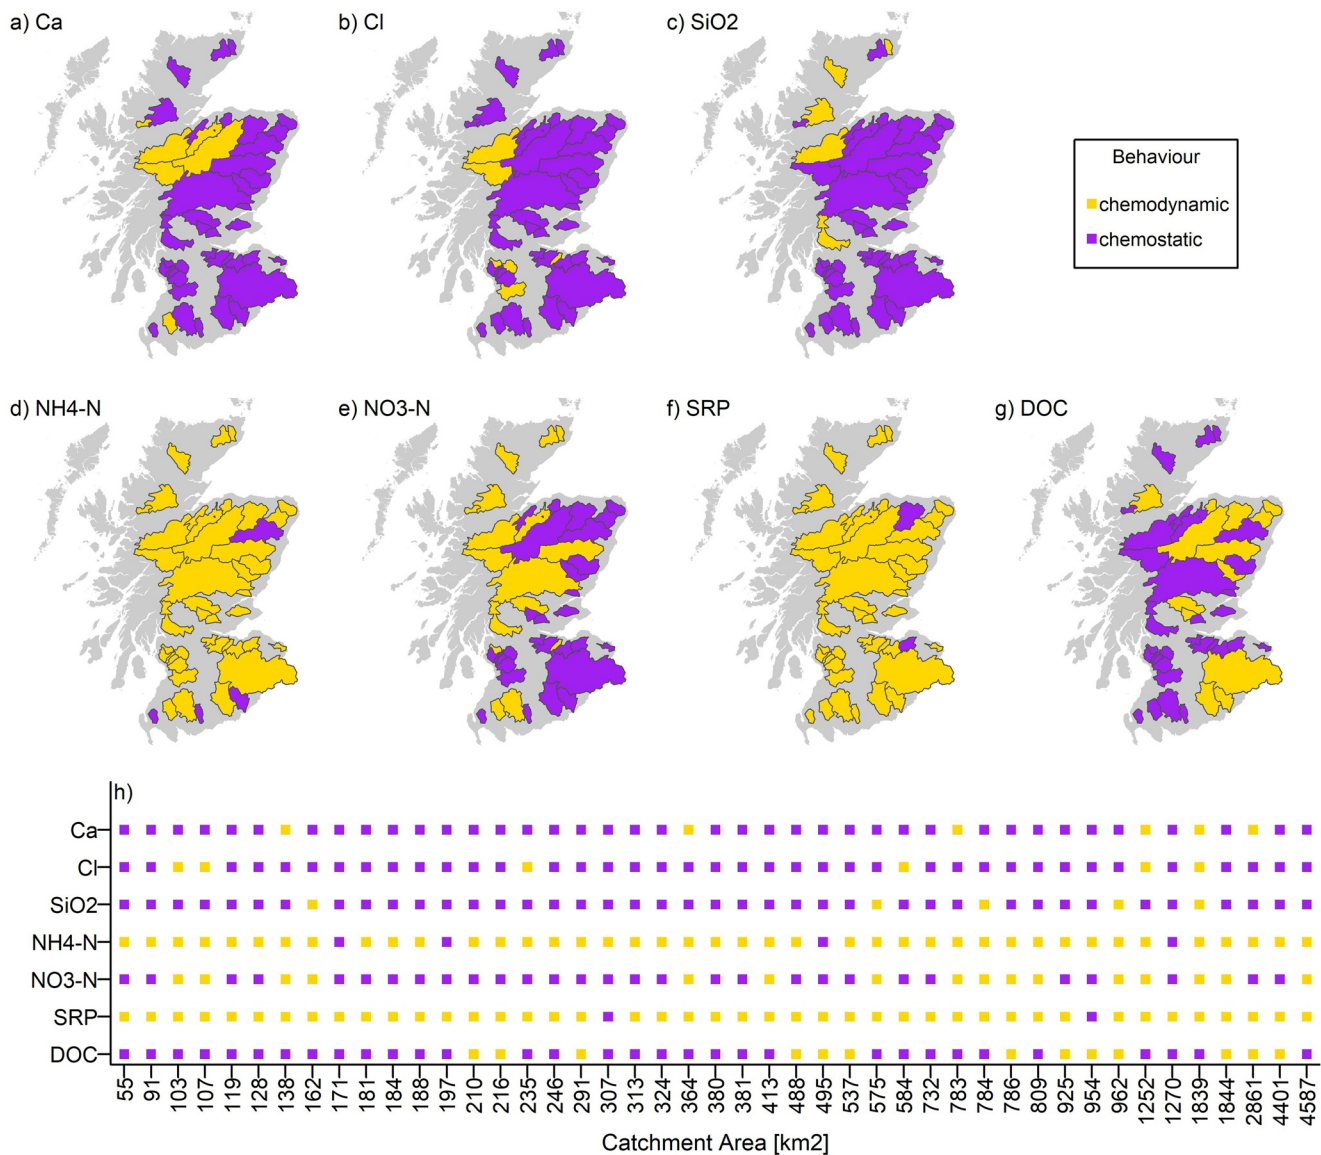 a) Ca
b) Cl
c) SiO2
Behaviour
chemodynamic
chemostatic
d) NH4-N
e) NO3-N
f) SRP
g) DOC
h)
Ca
Cl
SiO2
NH4-N
NO3-N
SRP
DOC
55 91 103 107 119 128 138 162 171 181 184 188 197 210 216 235 246 291 307 313 324 364 380 381 413 488 495 537 575 584 732 783 784 786 809 925 954 962 1252 1270 1839 1844 2861 4401 4587
Catchment Area [km2]